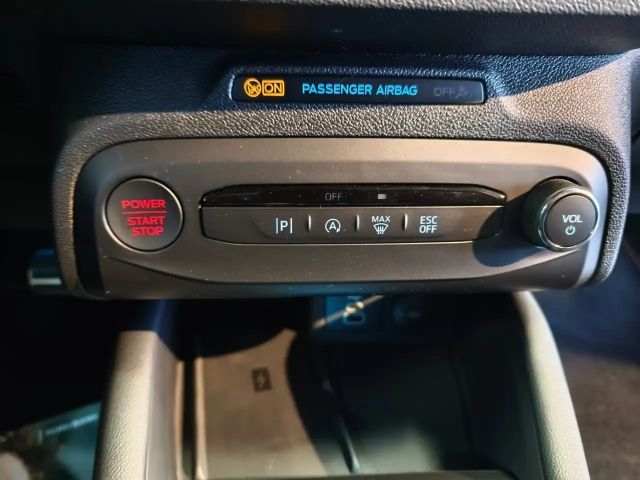 ON PASSENGER AIRBAG OFF
OFF
POWER
START
STOP
|P| A MAX ESC
OFF
VOL